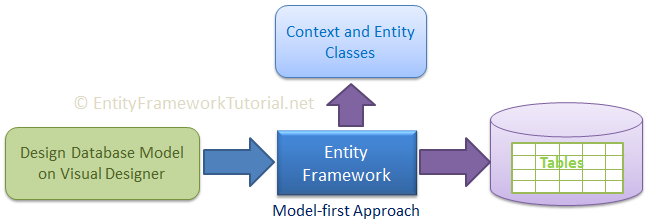 Context and Entity
Classes
© EntityFrameworkTutorial.net
Design Database Model
on Visual Designer
Entity
Framework
Tables
Model-first Approach